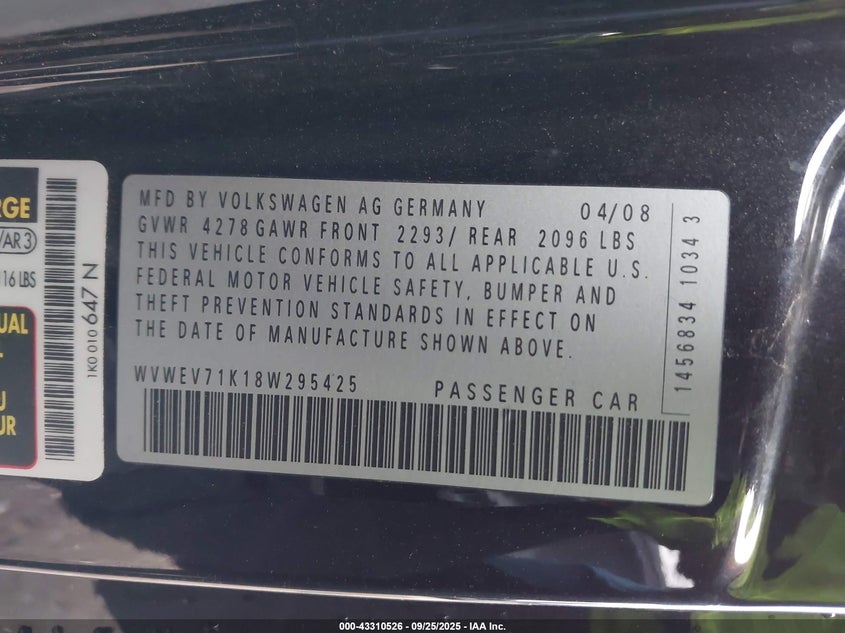 RGE
/AR3
16 LBS
UAL
U
UR
1K0 010 647 N
MFD BY VOLKSWAGEN AG GERMANY 04/08
GVWR 4278 GAWR FRONT 2293/ REAR 2096 LBS
THIS VEHICLE CONFORMS TO ALL APPLICABLE U.S.
FEDERAL MOTOR VEHICLE SAFETY, BUMPER AND
THEFT PREVENTION STANDARDS IN EFFECT ON
THE DATE OF MANUFACTURE SHOWN ABOVE.
WVWEV71K18W295425 PASSENGER CAR
1456834 1034 3
000-43310526 - 09/25/2025 - IAA Inc.